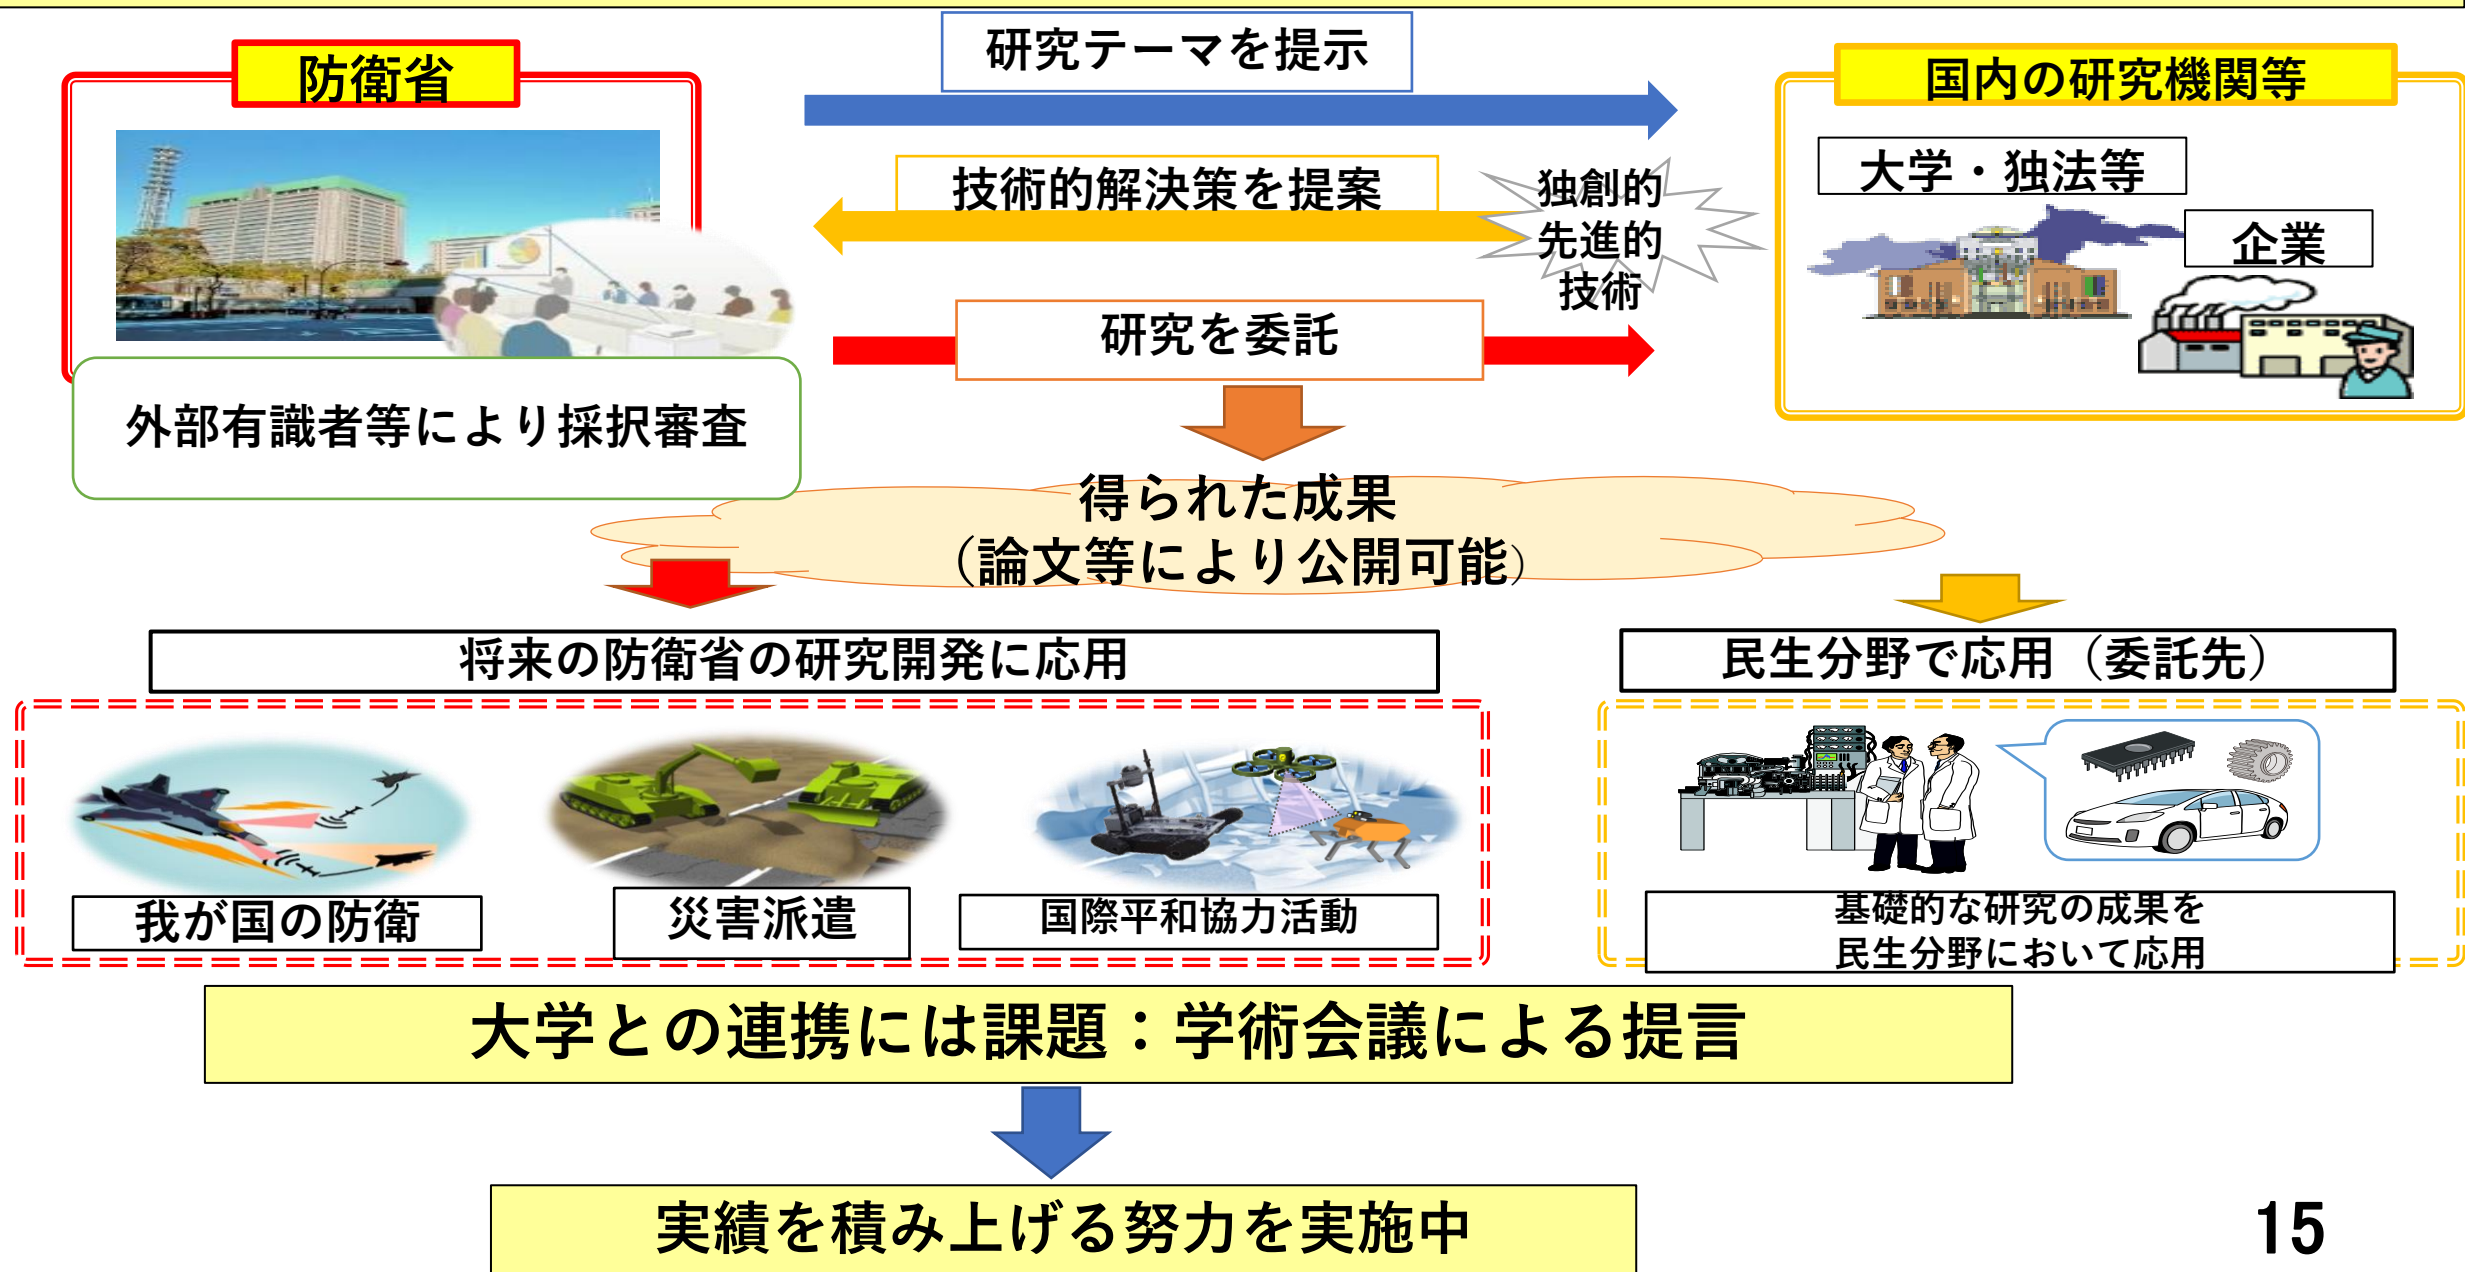 研究テーマを提示
防衛省
国内の研究機関等
技術的解決策を提案
独創的
先進的
技術
大学・独法等
企業
研究を委託
外部有識者等により採択審査
得られた成果
（論文等により公開可能）
将来の防衛省の研究開発に応用
民生分野で応用（委託先）
我が国の防衛
災害派遣
国際平和協力活動
基礎的な研究の成果を
民生分野において応用
大学との連携には課題：学術会議による提言
実績を積み上げる努力を実施中
15